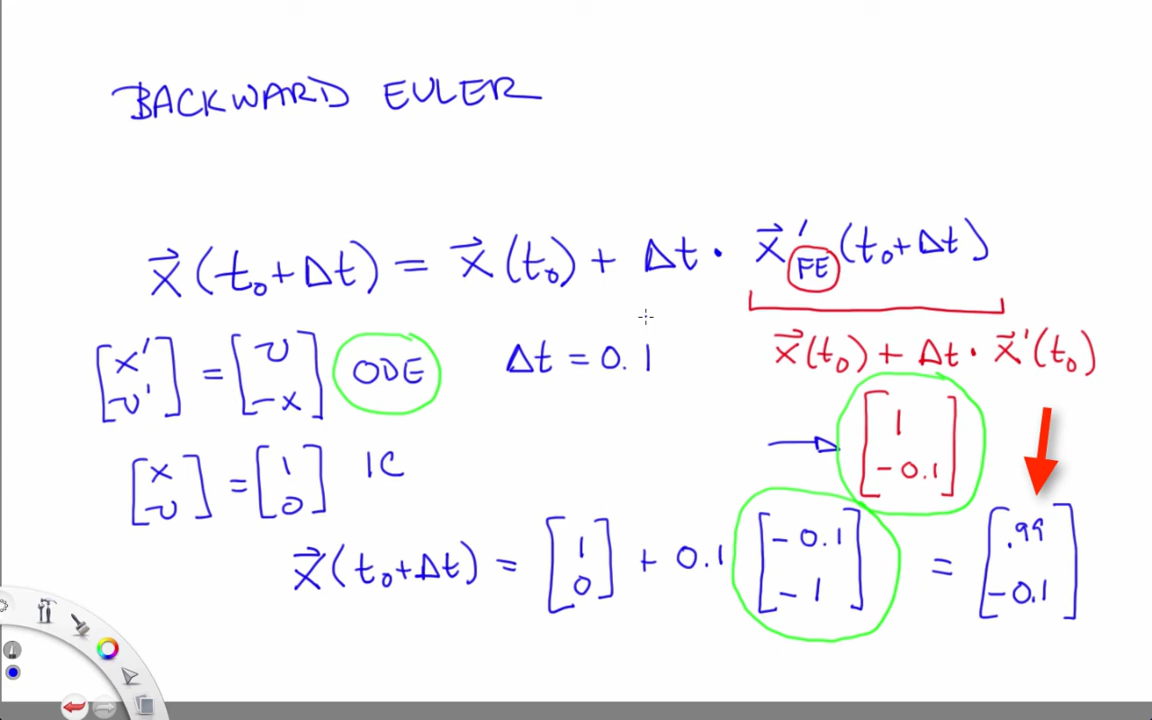 BACKWARD EULER
x⃗(t₀+Δt) = x⃗(t₀) + Δt · x⃗′FE(t₀+Δt)
x⃗(t₀) + Δt · x⃗′(t₀)
[x′ v′] = [v -x] ODE Δt = 0.1
[1 -0.1]
[x v] = [1 0] IC
x⃗(t₀+Δt) = [1 0] + 0.1 [-0.1 -1] = [.99 -0.1]